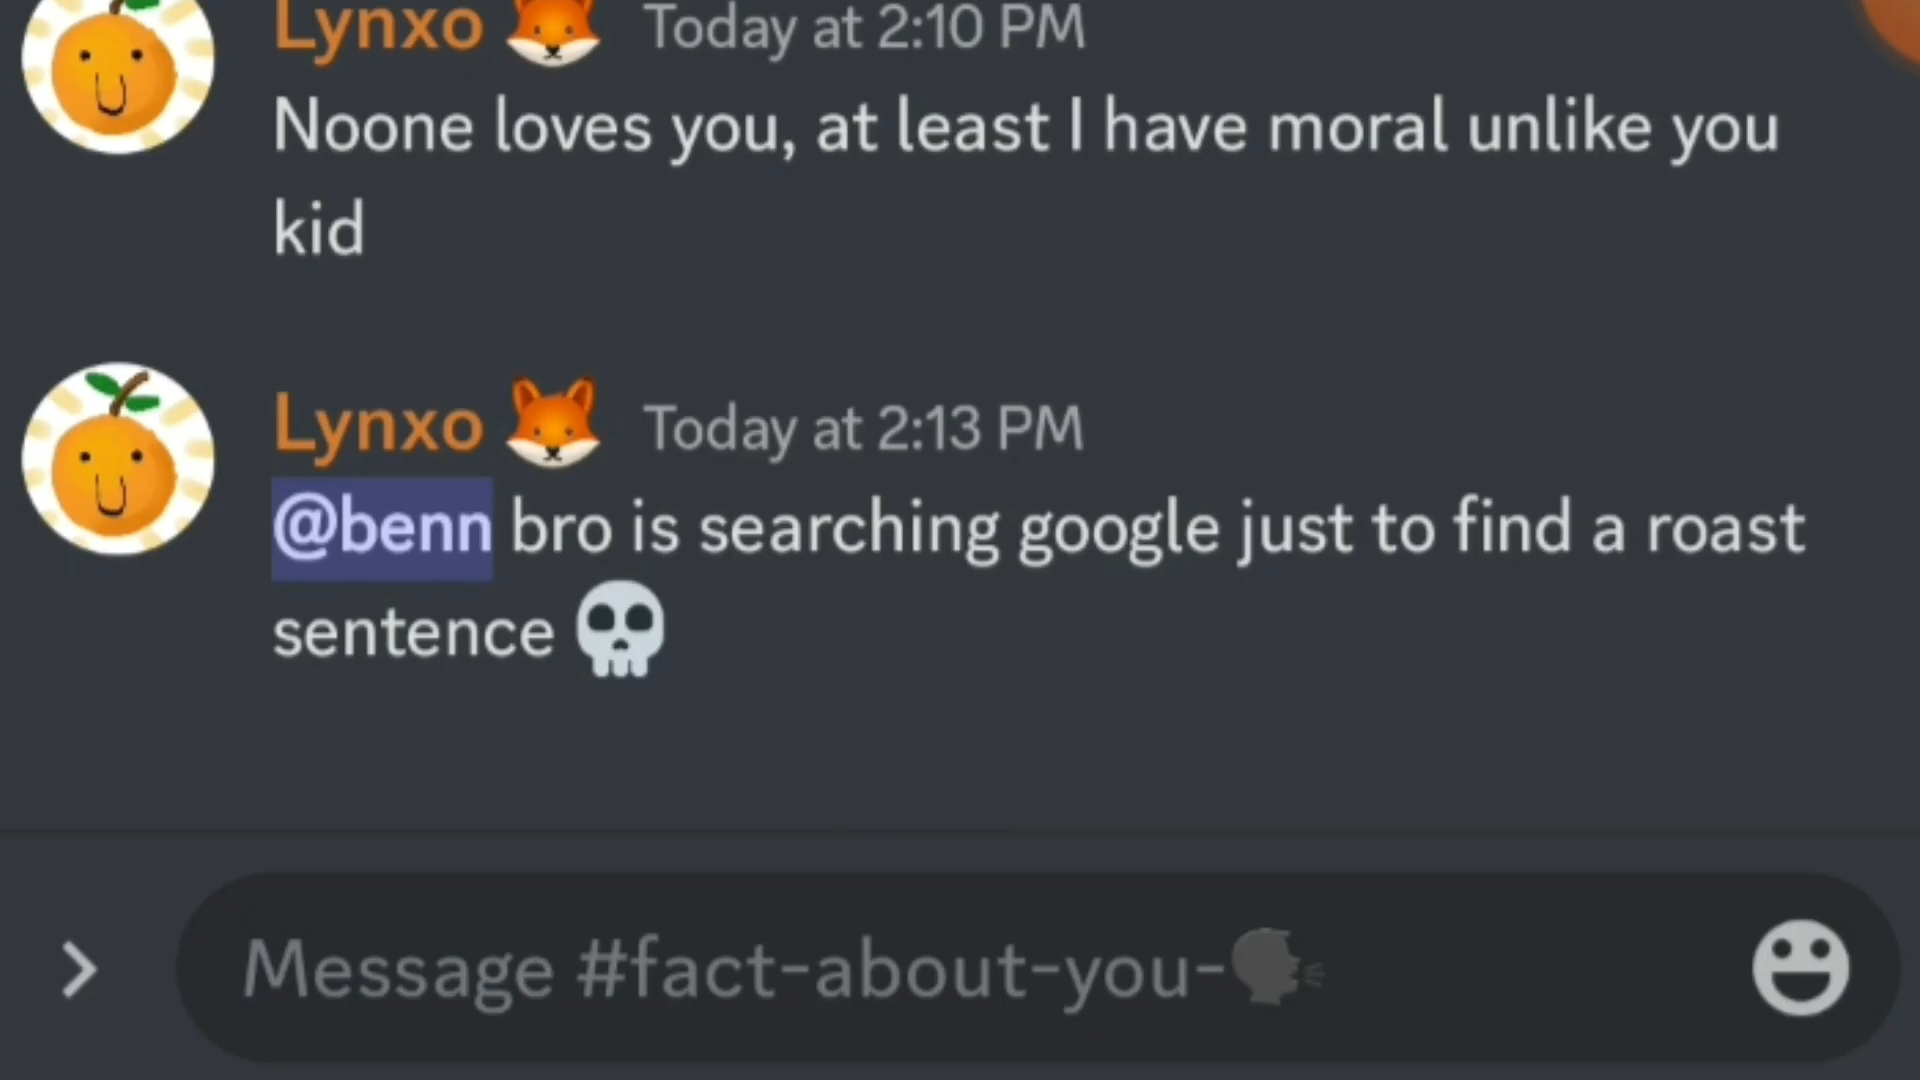 Lynxo 🦊 Today at 2:10 PM
Noone loves you, at least I have moral unlike you
kid
Lynxo 🦊 Today at 2:13 PM
@benn bro is searching google just to find a roast
sentence 💀
Message #fact-about-you-🗣